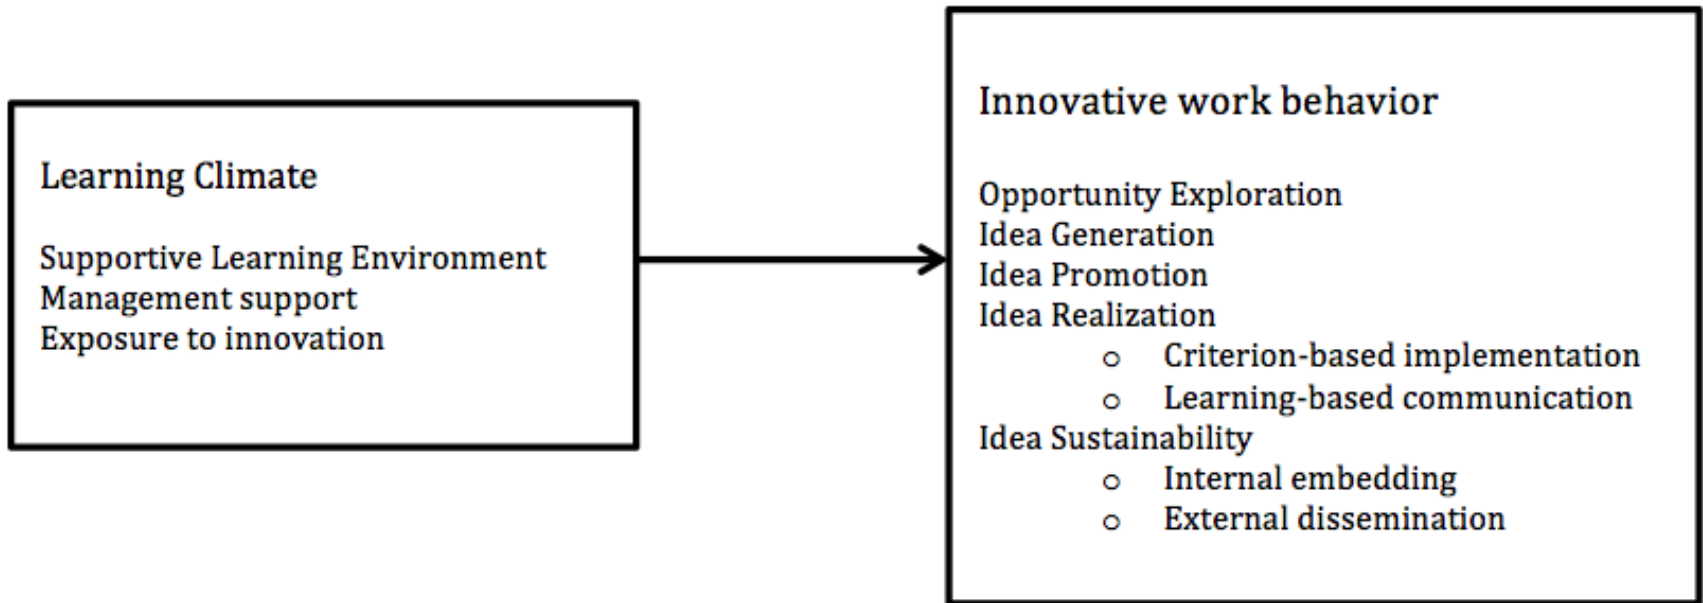 Learning Climate
Supportive Learning Environment
Management support
Exposure to innovation
Innovative work behavior
Opportunity Exploration
Idea Generation
Idea Promotion
Idea Realization
o Criterion-based implementation
o Learning-based communication
Idea Sustainability
o Internal embedding
o External dissemination